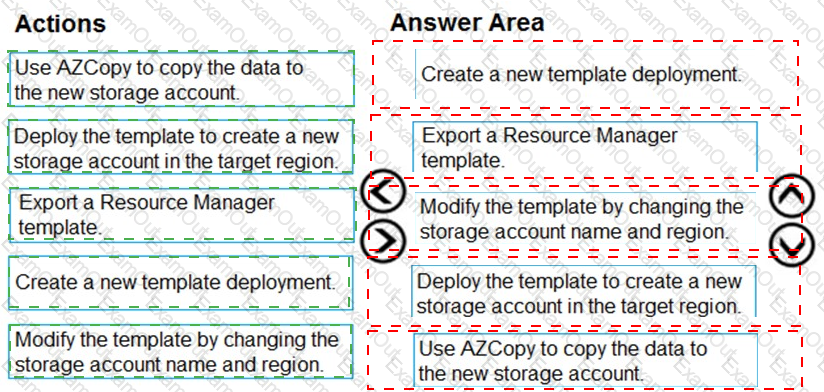 Actions
Use AZCopy to copy the data to
the new storage account.
Deploy the template to create a new
storage account in the target region.
Export a Resource Manager
template.
Create a new template deployment.
Modify the template by changing the
storage account name and region.
Answer Area
Create a new template deployment.
Export a Resource Manager
template.
Modify the template by changing the
storage account name and region.
Deploy the template to create a new
storage account in the target region.
Use AZCopy to copy the data to
the new storage account.